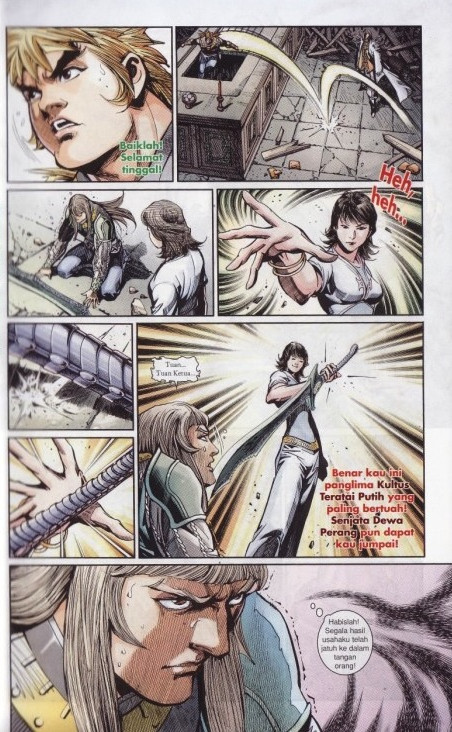 Baiklah!
Selamat
tinggal!
Heh,
heh...
Tuan...
Tuan Ketua...
Benar kau ini
panglima Kultus
Teratai Putih yang
paling bertuah!
Senjata Dewa
Perang pun dapat
kau jumpai!
Habislah!
Segala hasil
usahaku telah
jatuh ke dalam
tangan
orang!